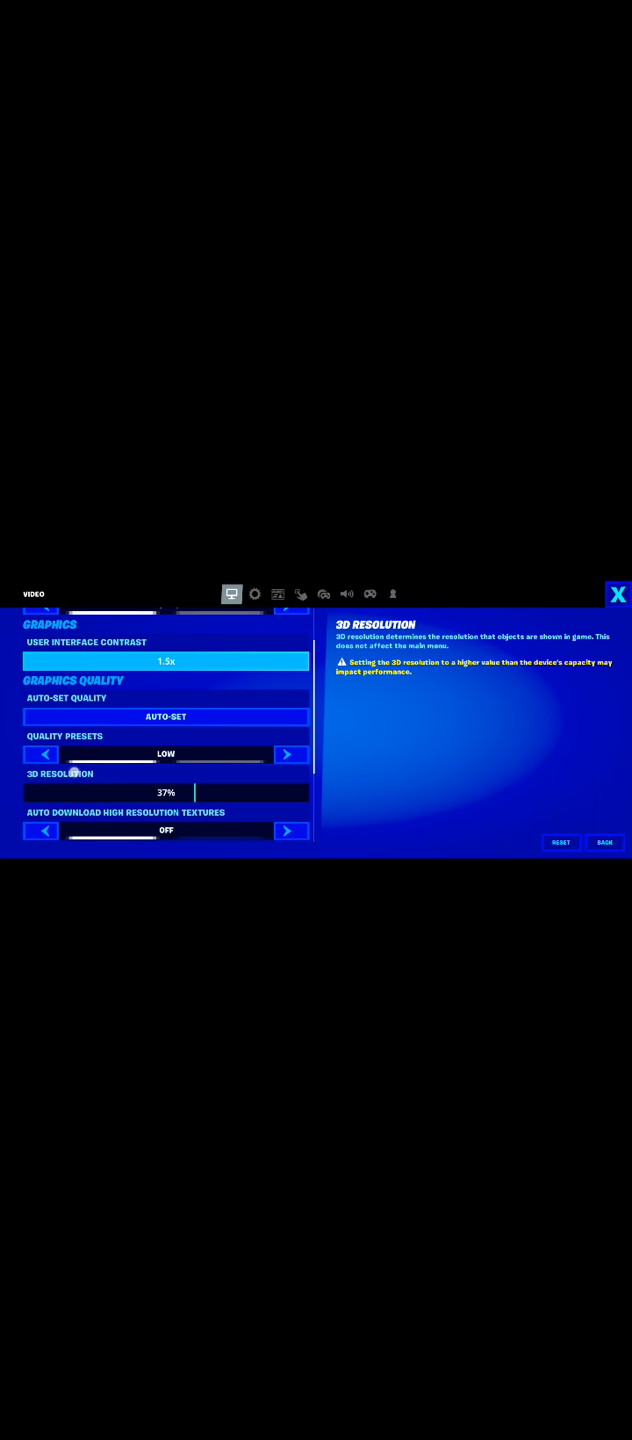 VIDEO
X
GRAPHICS
USER INTERFACE CONTRAST
1.5x
GRAPHICS QUALITY
AUTO-SET QUALITY
AUTO-SET
QUALITY PRESETS
LOW
3D RESOLUTION
37%
AUTO DOWNLOAD HIGH RESOLUTION TEXTURES
OFF
3D RESOLUTION
3D resolution determines the resolution that objects are shown in game. This
does not affect the main menu.
Setting the 3D resolution to a higher value than the device's capacity may
impact performance.
RESET
BACK